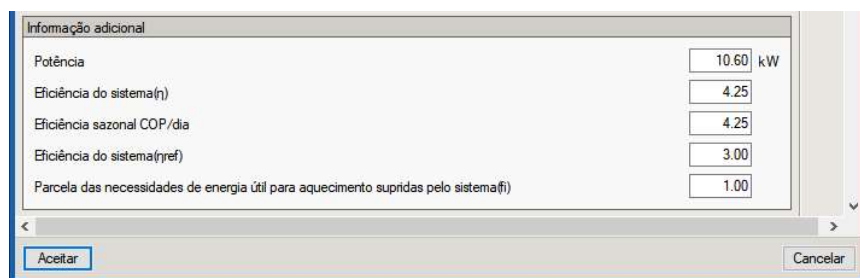 Informação adicional
Potência 10.60 kW
Eficiência do sistema(η) 4.25
Eficiência sazonal COP/dia 4.25
Eficiência do sistema(ηref) 3.00
Parcela das necessidades de energia útil para aquecimento supridas pelo sistema(fi) 1.00
Aceitar Cancelar